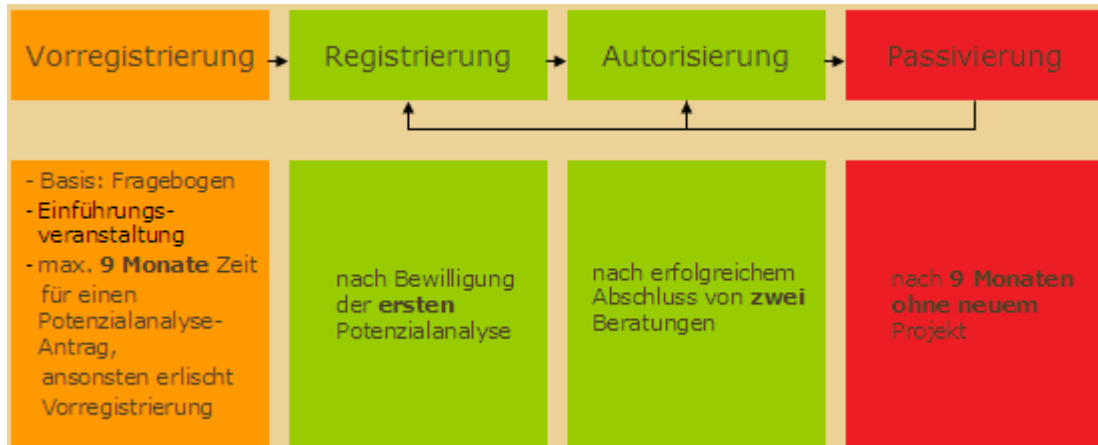 Vorregistrierung
Registrierung
Autorisierung
Passivierung
- Basis: Fragebogen
- Einführungs-
veranstaltung
- max. 9 Monate Zeit
für einen
Potenzialanalyse-
Antrag,
ansonsten erlischt
Vorregistrierung
nach Bewilligung
der ersten
Potenzialanalyse
nach erfolgreichem
Abschluss von zwei
Beratungen
nach 9 Monaten
ohne neuem
Projekt